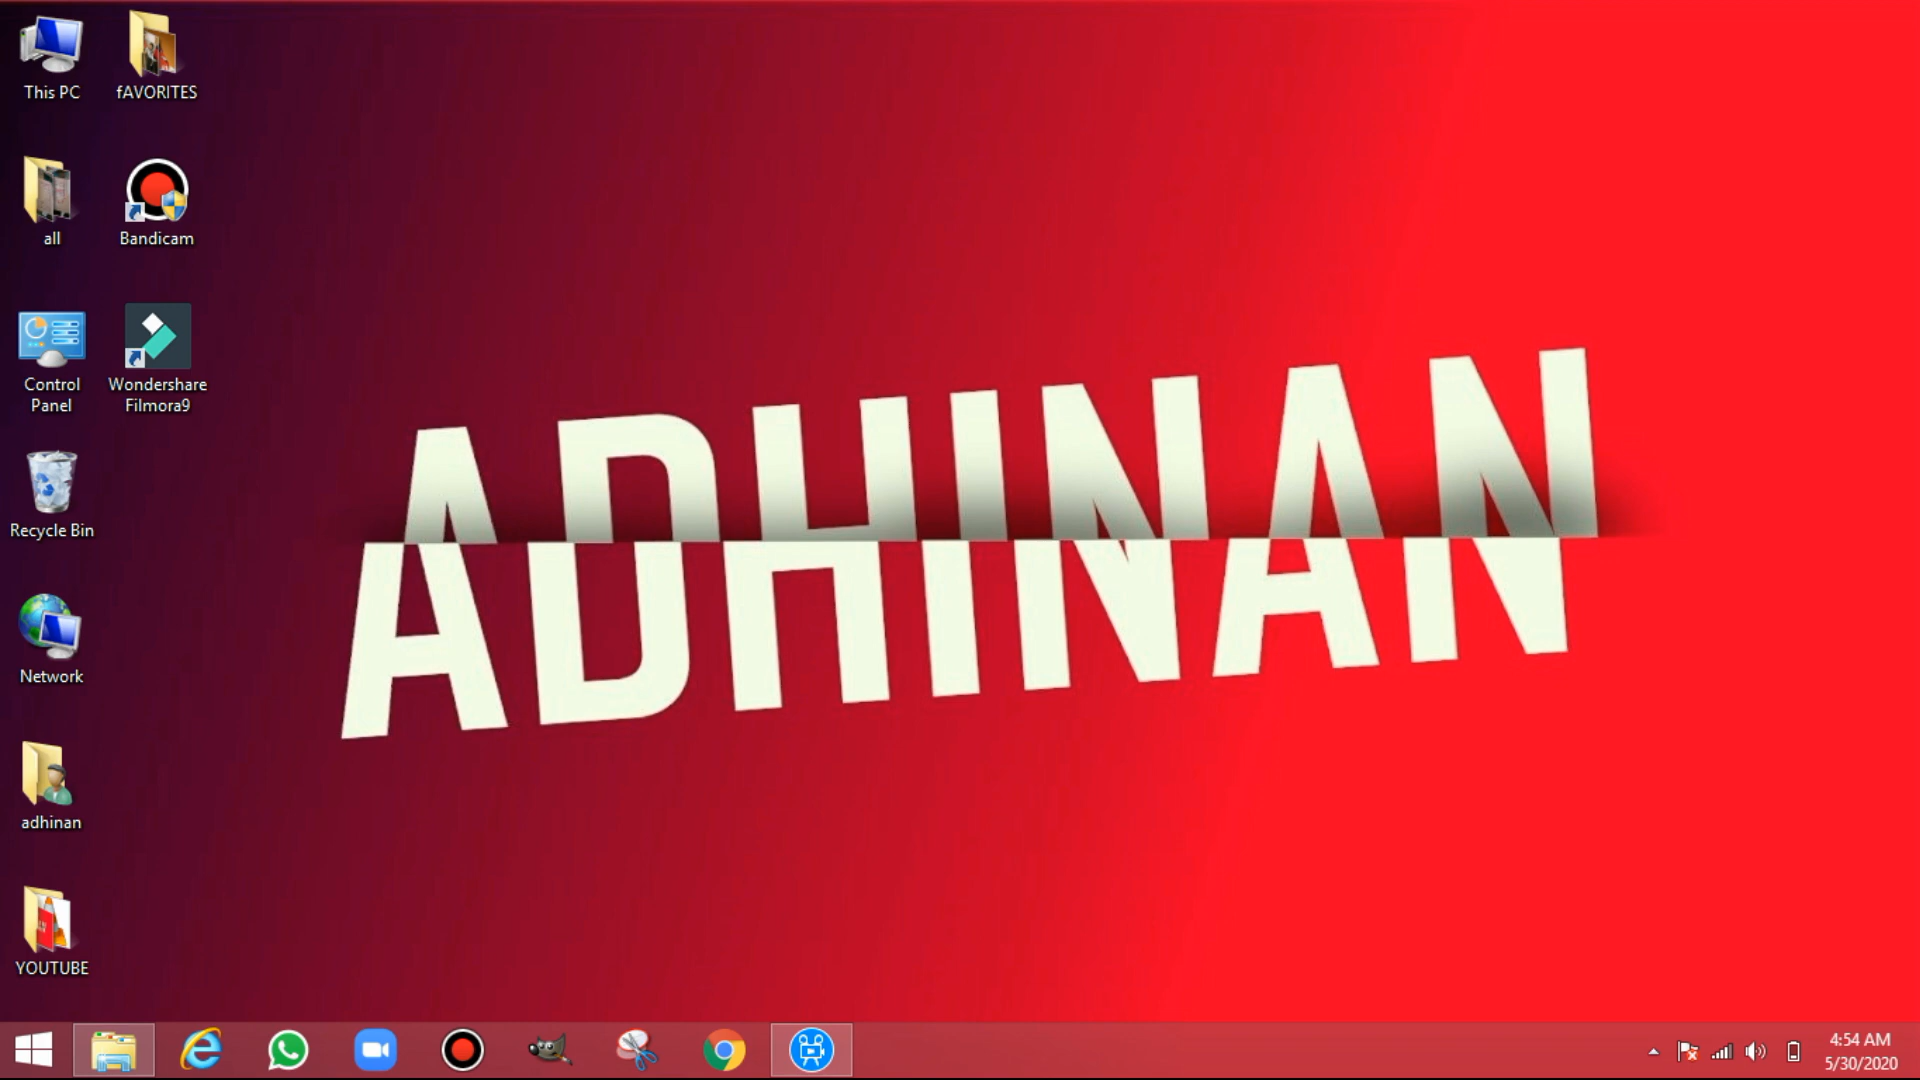 This PC
fAVORITES
all
Bandicam
Control
Panel
Wondershare
Filmora9
Recycle Bin
Network
adhinan
YOUTUBE
ADHINAN
4:54 AM
5/30/2020